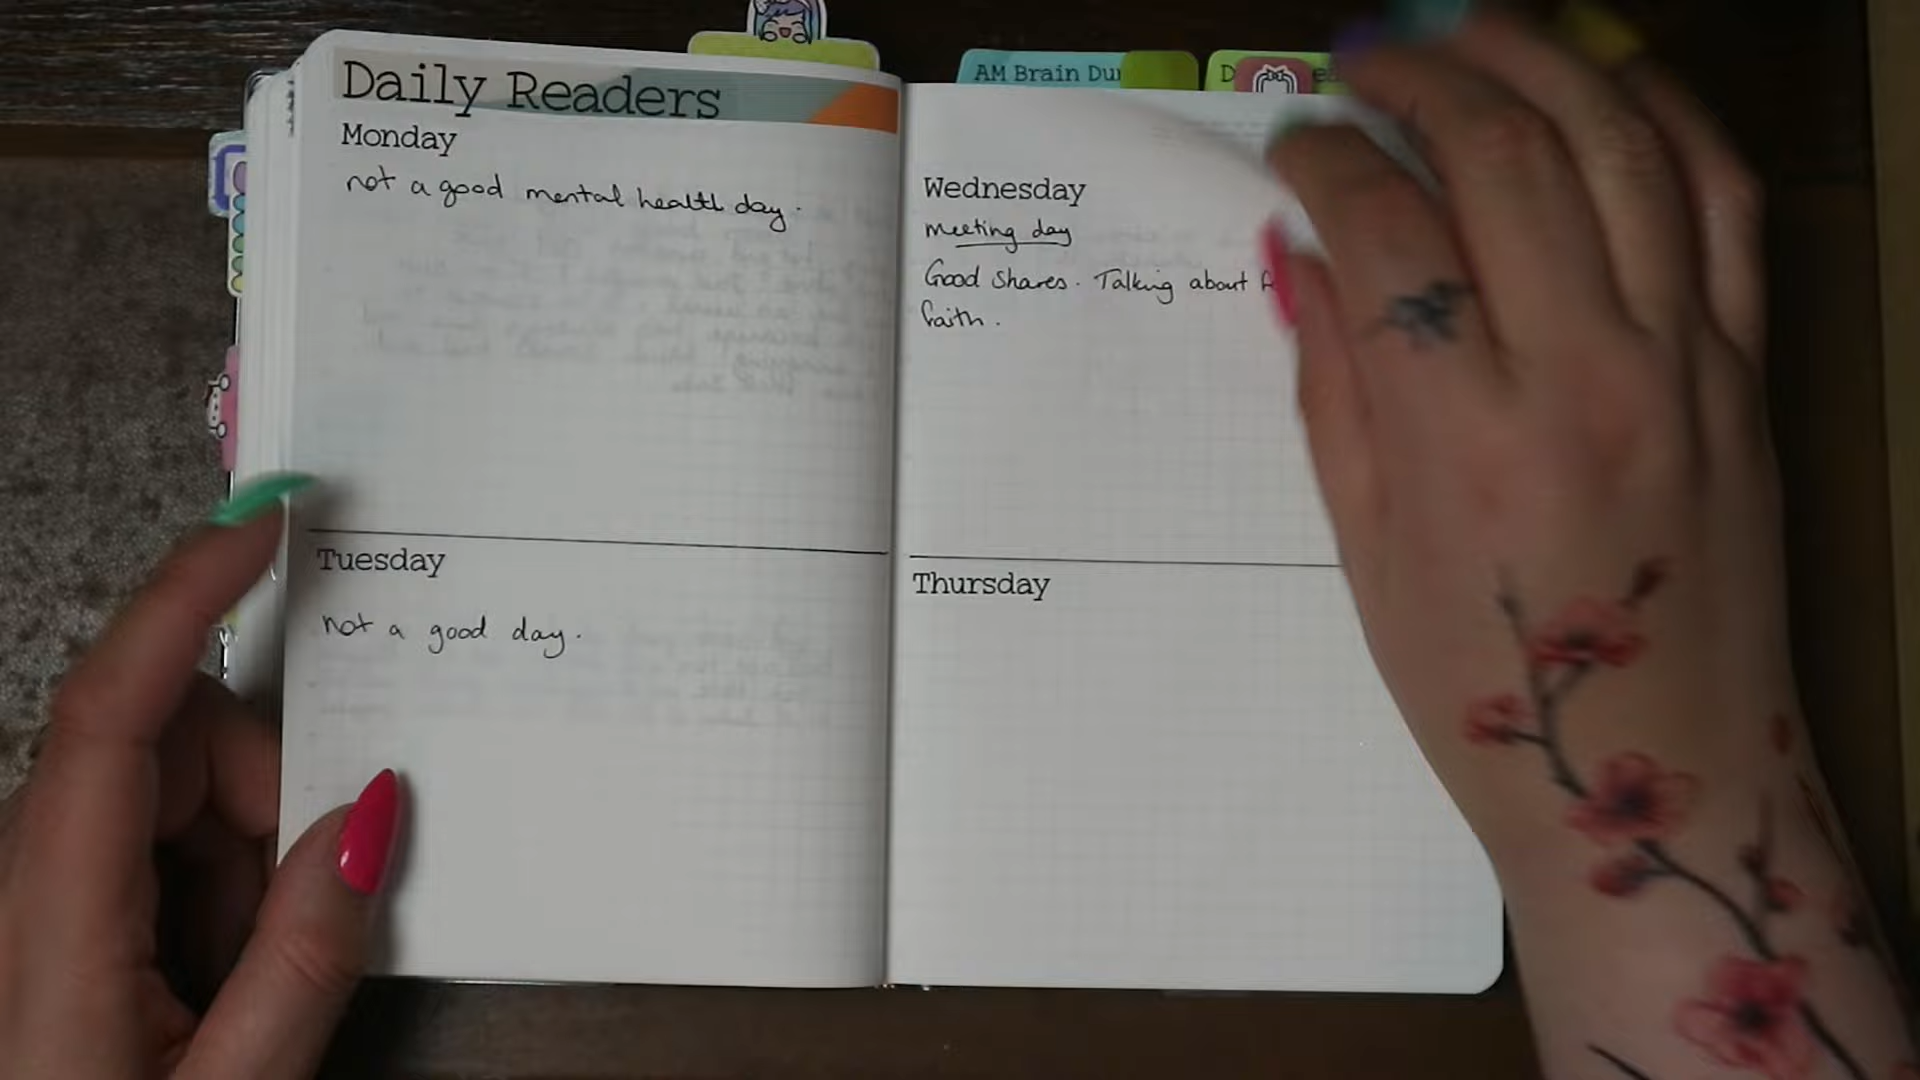 Daily Readers
Monday
not a good mental health day.
Tuesday
not a good day.
AM Brain Du
D
Wednesday
meeting day
Good Shares. Talking about
faith.
Thursday